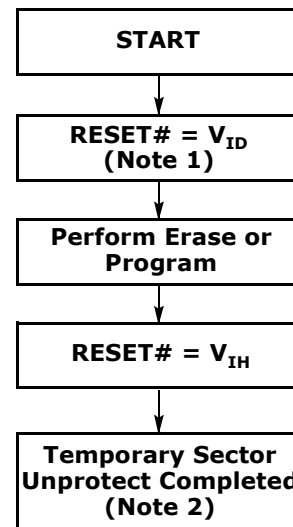 START
RESET# = VID
(Note 1)
Perform Erase or
Program
RESET# = VIH
Temporary Sector
Unprotect Completed
(Note 2)